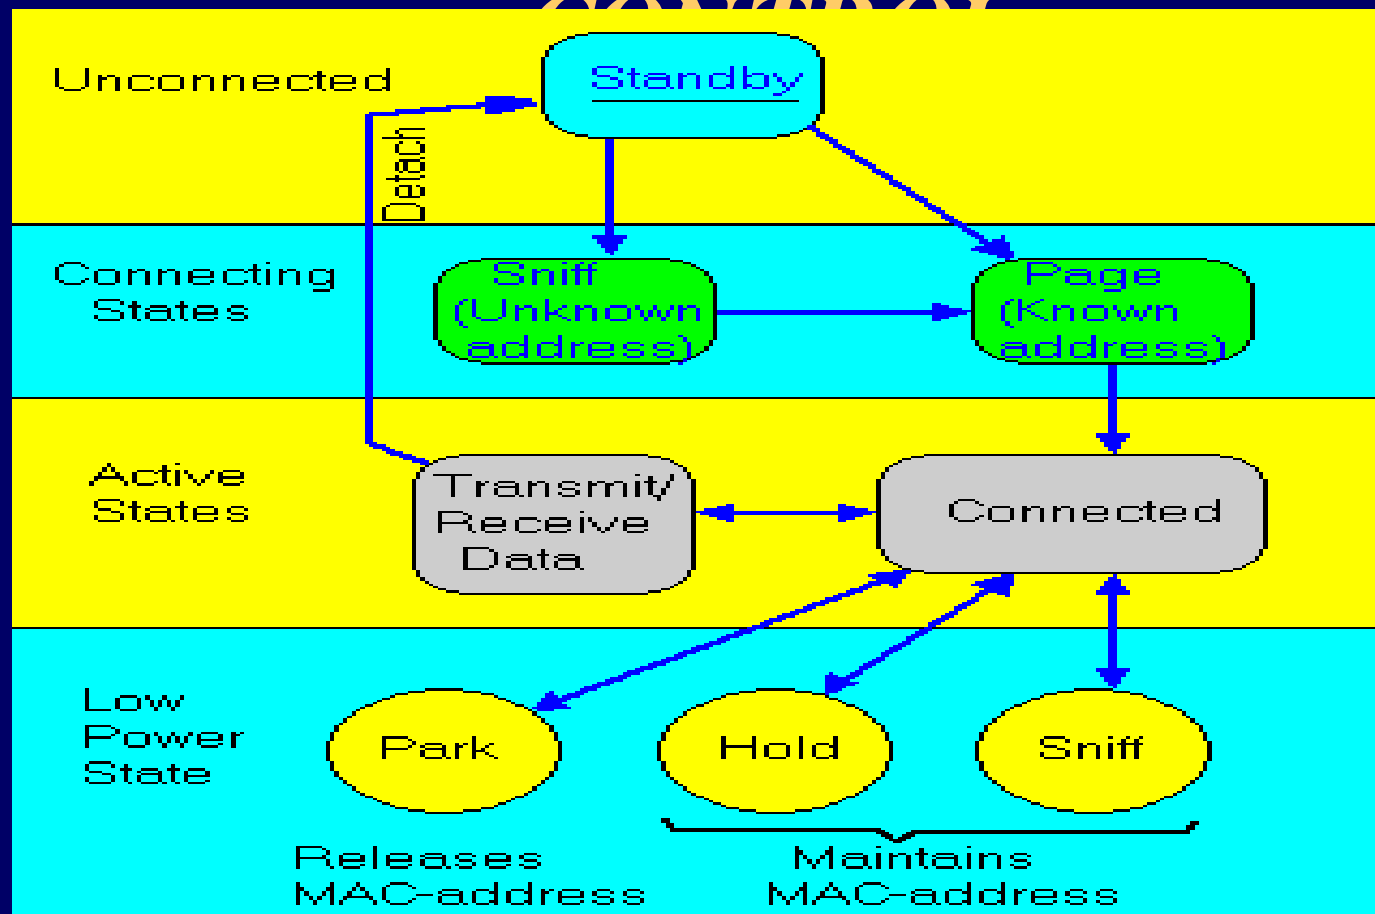 Unconnected
Standby
Detach
Connecting
States
Sniff
(Unknown
address)
Page
(Known
address)
Active
States
Transmit/
Receive
Data
Connected
Low
Power
State
Park
Hold
Sniff
Releases
MAC-address
Maintains
MAC-address